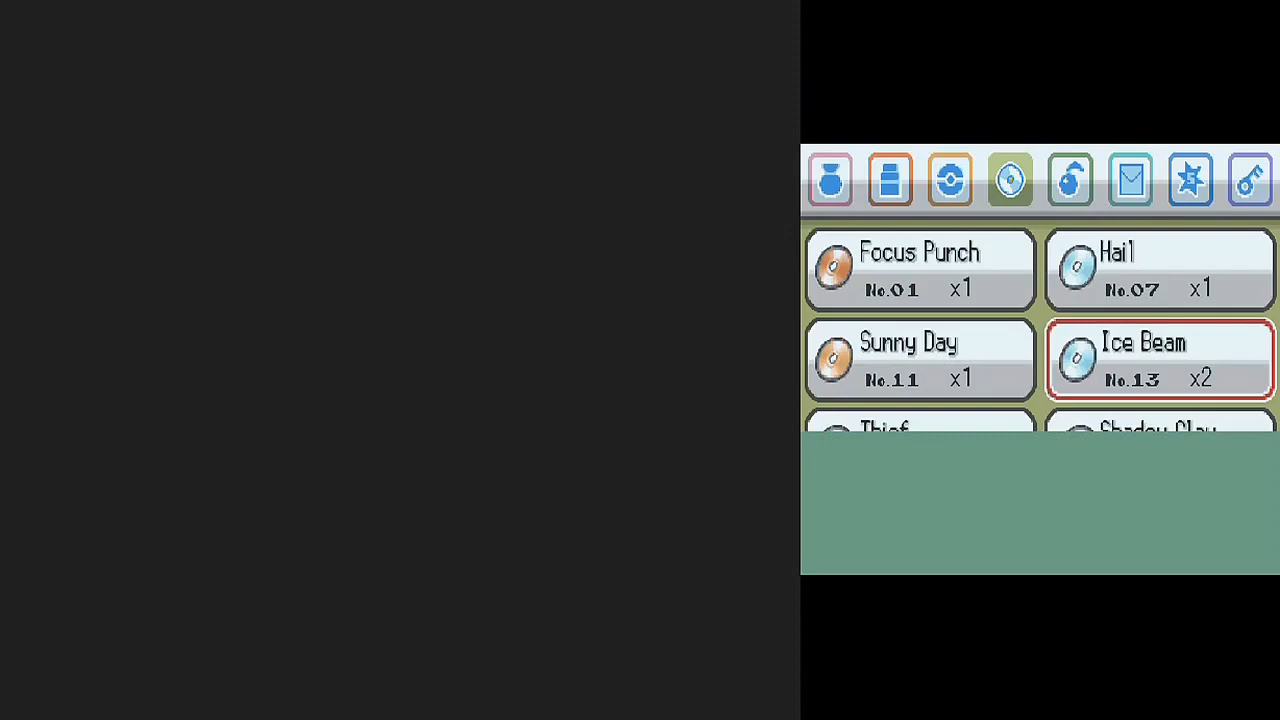 Focus Punch
No.01 x1
Hail
No.07 x1
Sunny Day
No.11 x1
Ice Beam
No.13 x2
Thief